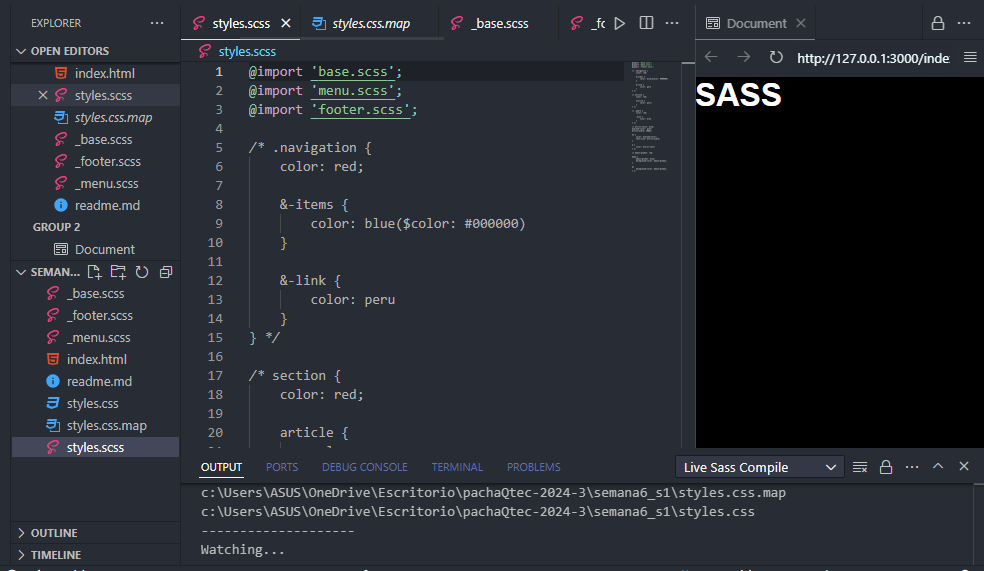 EXPLORER ···
OPEN EDITORS
index.html
styles.scss
styles.css.map
_base.scss
_footer.scss
_menu.scss
readme.md
GROUP 2
Document
SEMAN...
_base.scss
_footer.scss
_menu.scss
index.html
readme.md
styles.css
styles.css.map
styles.scss
OUTLINE
TIMELINE
styles.scss styles.css.map _base.scss _fo
styles.scss
1 @import 'base.scss';
2 @import 'menu.scss';
3 @import 'footer.scss';
4
5 /* .navigation {
6 color: red;
7
8 &-items {
9 color: blue($color: #000000)
10 }
11
12 &-link {
13 color: peru
14 }
15 } */
16
17 /* section {
18 color: red;
19
20 article {
Document
http://127.0.0.1:3000/inde
SASS
OUTPUT PORTS DEBUG CONSOLE TERMINAL PROBLEMS Live Sass Compile
c:\Users\ASUS\OneDrive\Escritorio\pachaQtec-2024-3\semana6_s1\styles.css.map
c:\Users\ASUS\OneDrive\Escritorio\pachaQtec-2024-3\semana6_s1\styles.css
--------------------
Watching...